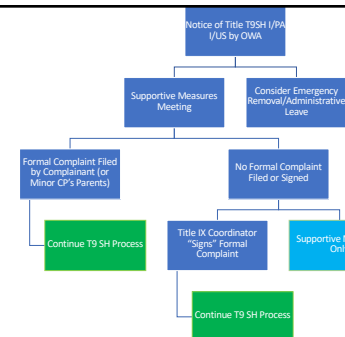 Notice of Title T9SH I/PA
I/US by OWA
Supportive Measures
Meeting
Consider Emergency
Removal/Administrative
Leave
Formal Complaint Filed
by Complainant (or
Minor CP's Parents)
No Formal Complaint
Filed or Signed
Continue T9 SH Process
Title IX Coordinator
“Signs” Formal
Complaint
Supportive
Continue T9 SH Process